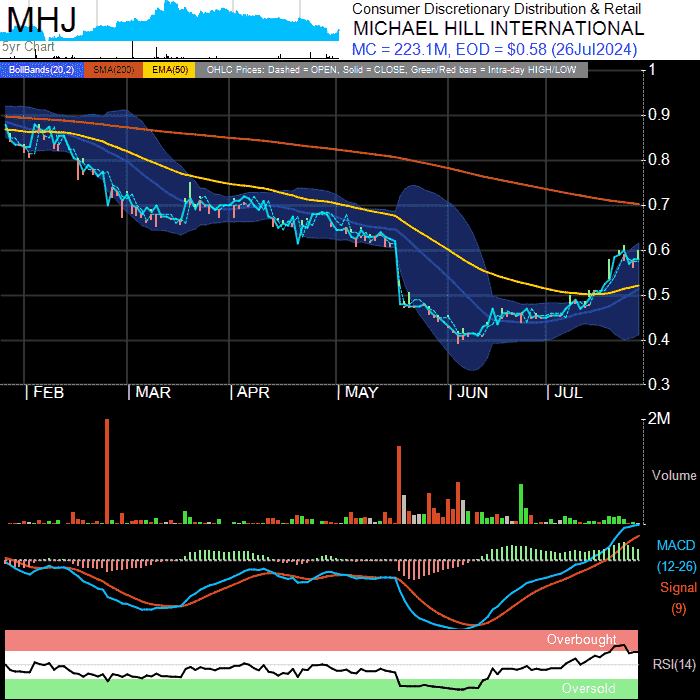 MHJ
5yr Chart
Consumer Discretionary Distribution & Retail
MICHAEL HILL INTERNATIONAL
MC = 223.1M, EOD = $0.58 (26Jul2024)
BollBands(20,2) SMA(200) EMA(50) OHLC Prices: Dashed = OPEN, Solid = CLOSE, Green/Red bars = Intra-day HIGH/LOW
1
0.9
0.8
0.7
0.6
0.5
0.4
0.3
FEB MAR APR MAY JUN JUL
2M
Volume
MACD
(12-26)
Signal
(9)
Overbought
RSI(14)
Oversold